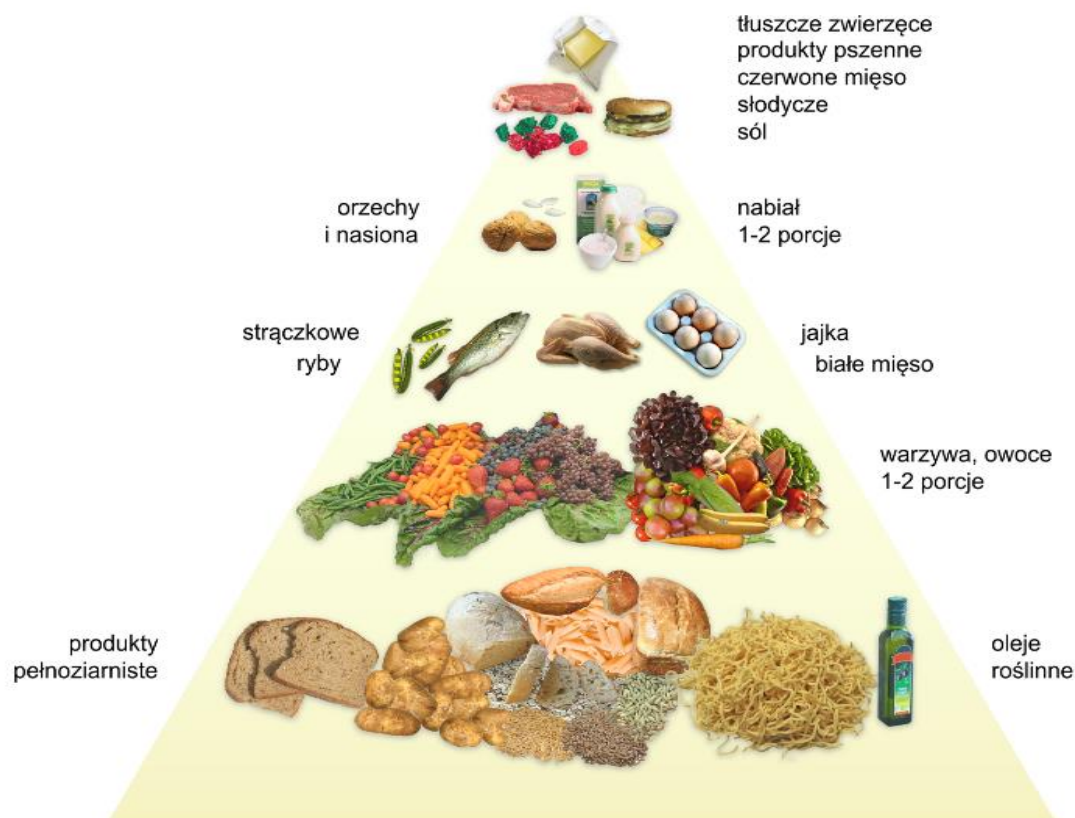 tłuszcze zwierzęce
produkty pszenne
czerwone mięso
słodycze
sól
orzechy
i nasiona
nabiał
1-2 porcje
strączkowe
ryby
jajka
białe mięso
warzywa, owoce
1-2 porcje
produkty
pełnoziarniste
oleje
roślinne